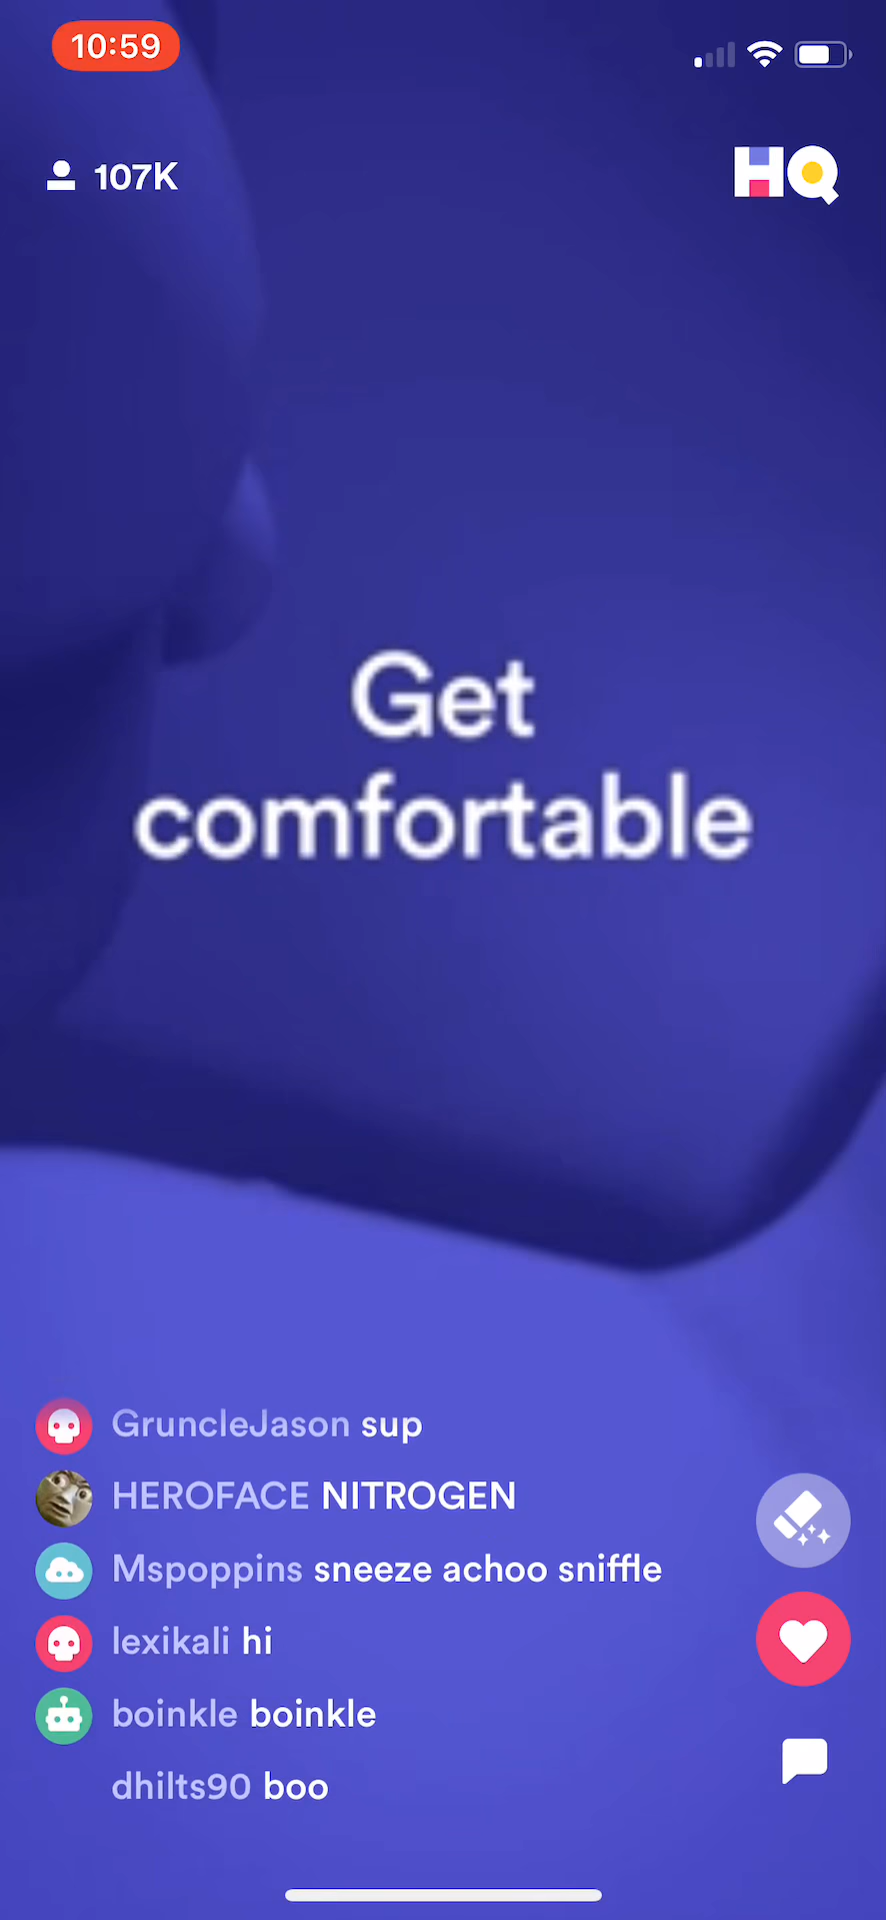 10:59
107K
HQ
Get
comfortable
GruncleJason sup
HEROFACE NITROGEN
Mspoppins sneeze achoo sniffle
lexikali hi
boinkle boinkle
dhilts90 boo